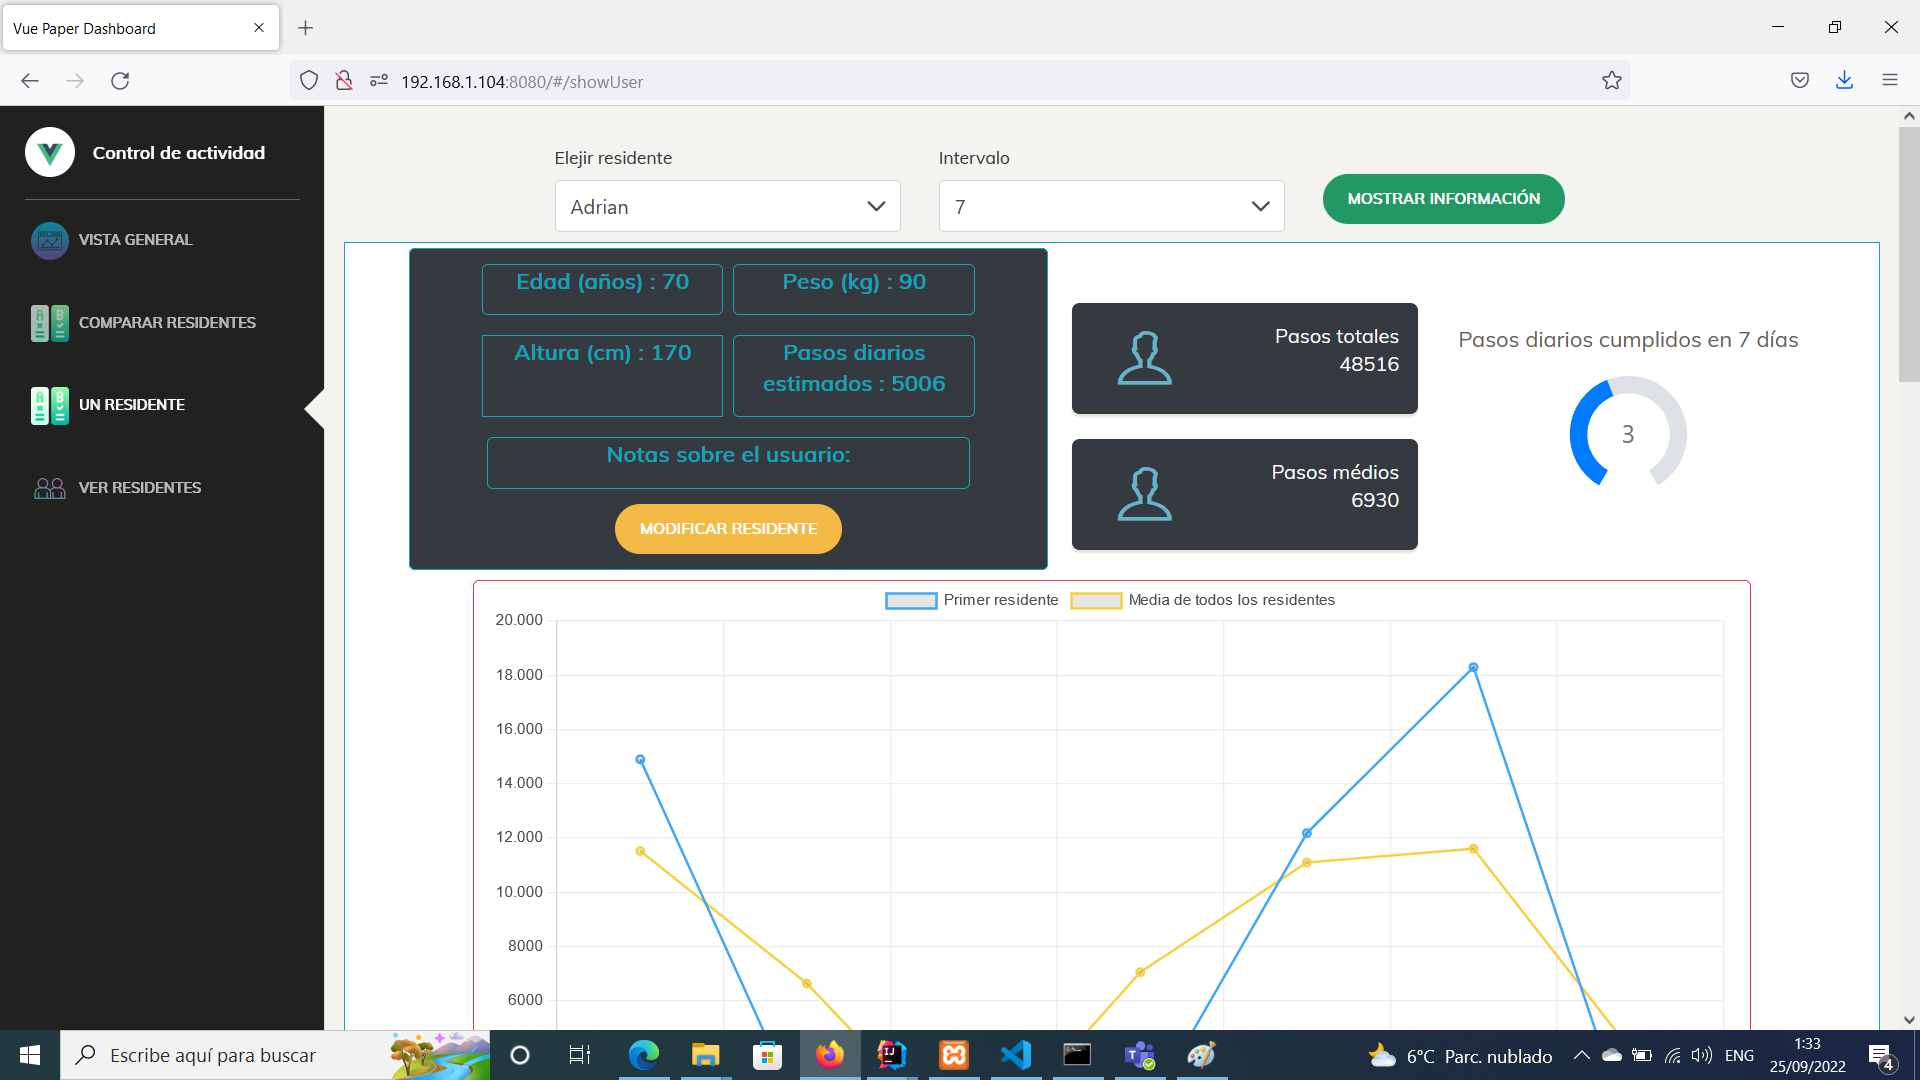 Vue Paper Dashboard
192.168.1.104:8080/#/showUser
Control de actividad
VISTA GENERAL
COMPARAR RESIDENTES
UN RESIDENTE
VER RESIDENTES
Elejir residente
Adrian
Intervalo
7
MOSTRAR INFORMACIÓN
Edad (años) : 70
Peso (kg) : 90
Altura (cm) : 170
Pasos diarios
estimados : 5006
Notas sobre el usuario:
MODIFICAR RESIDENTE
Pasos totales
48516
Pasos médios
6930
Pasos diarios cumplidos en 7 días
3
Primer residente
Media de todos los residentes
20.000
18.000
16.000
14.000
12.000
10.000
8000
6000
Escribe aquí para buscar
6°C Parc. nublado
ENG
1:33
25/09/2022
4